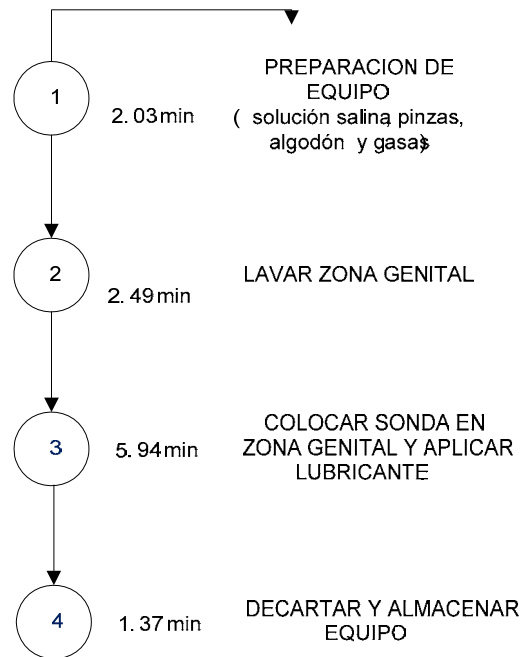 1
2. 03 min
PREPARACION DE
EQUIPO
( solución salina, pinzas,
algodón y gasas)
2
2. 49 min
LAVAR ZONA GENITAL
3
5. 94 min
COLOCAR SONDA EN
ZONA GENITAL Y APLICAR
LUBRICANTE
4
1. 37 min
DECARTAR Y ALMACENAR
EQUIPO